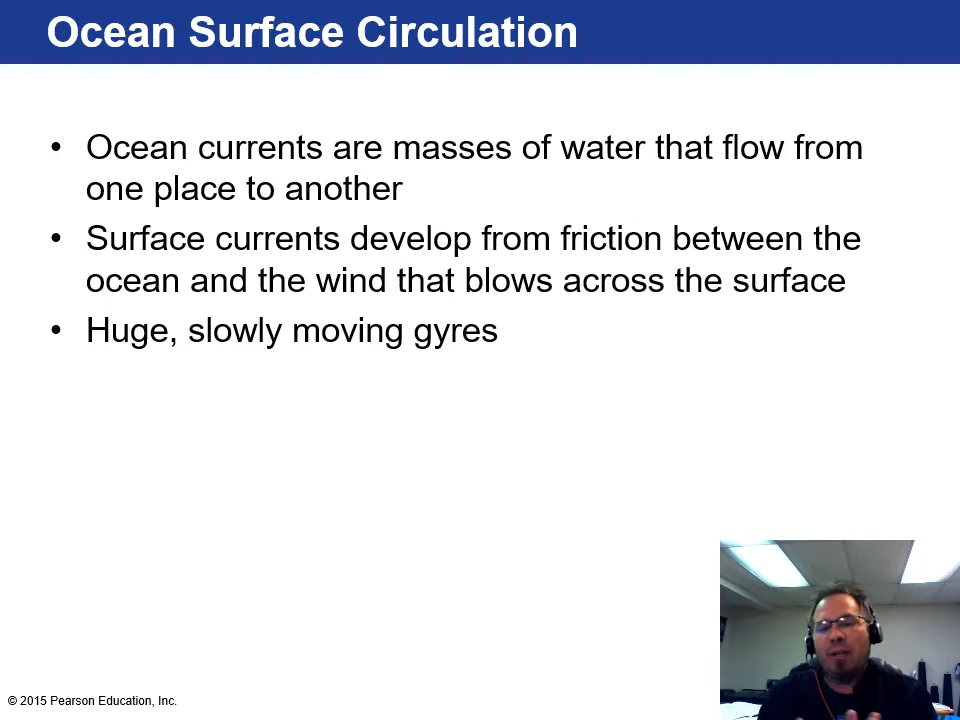 Ocean Surface Circulation
• Ocean currents are masses of water that flow from
one place to another
• Surface currents develop from friction between the
ocean and the wind that blows across the surface
• Huge, slowly moving gyres
© 2015 Pearson Education, Inc.